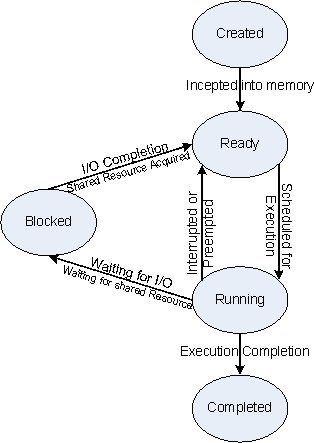 Created
Incepted into memory
Ready
I/O Completion
Shared Resource Acquired
Blocked
Interrupted or
Preempted
Scheduled for
Execution
Waiting for I/O
Waiting for shared Resource
Running
Execution Completion
Completed